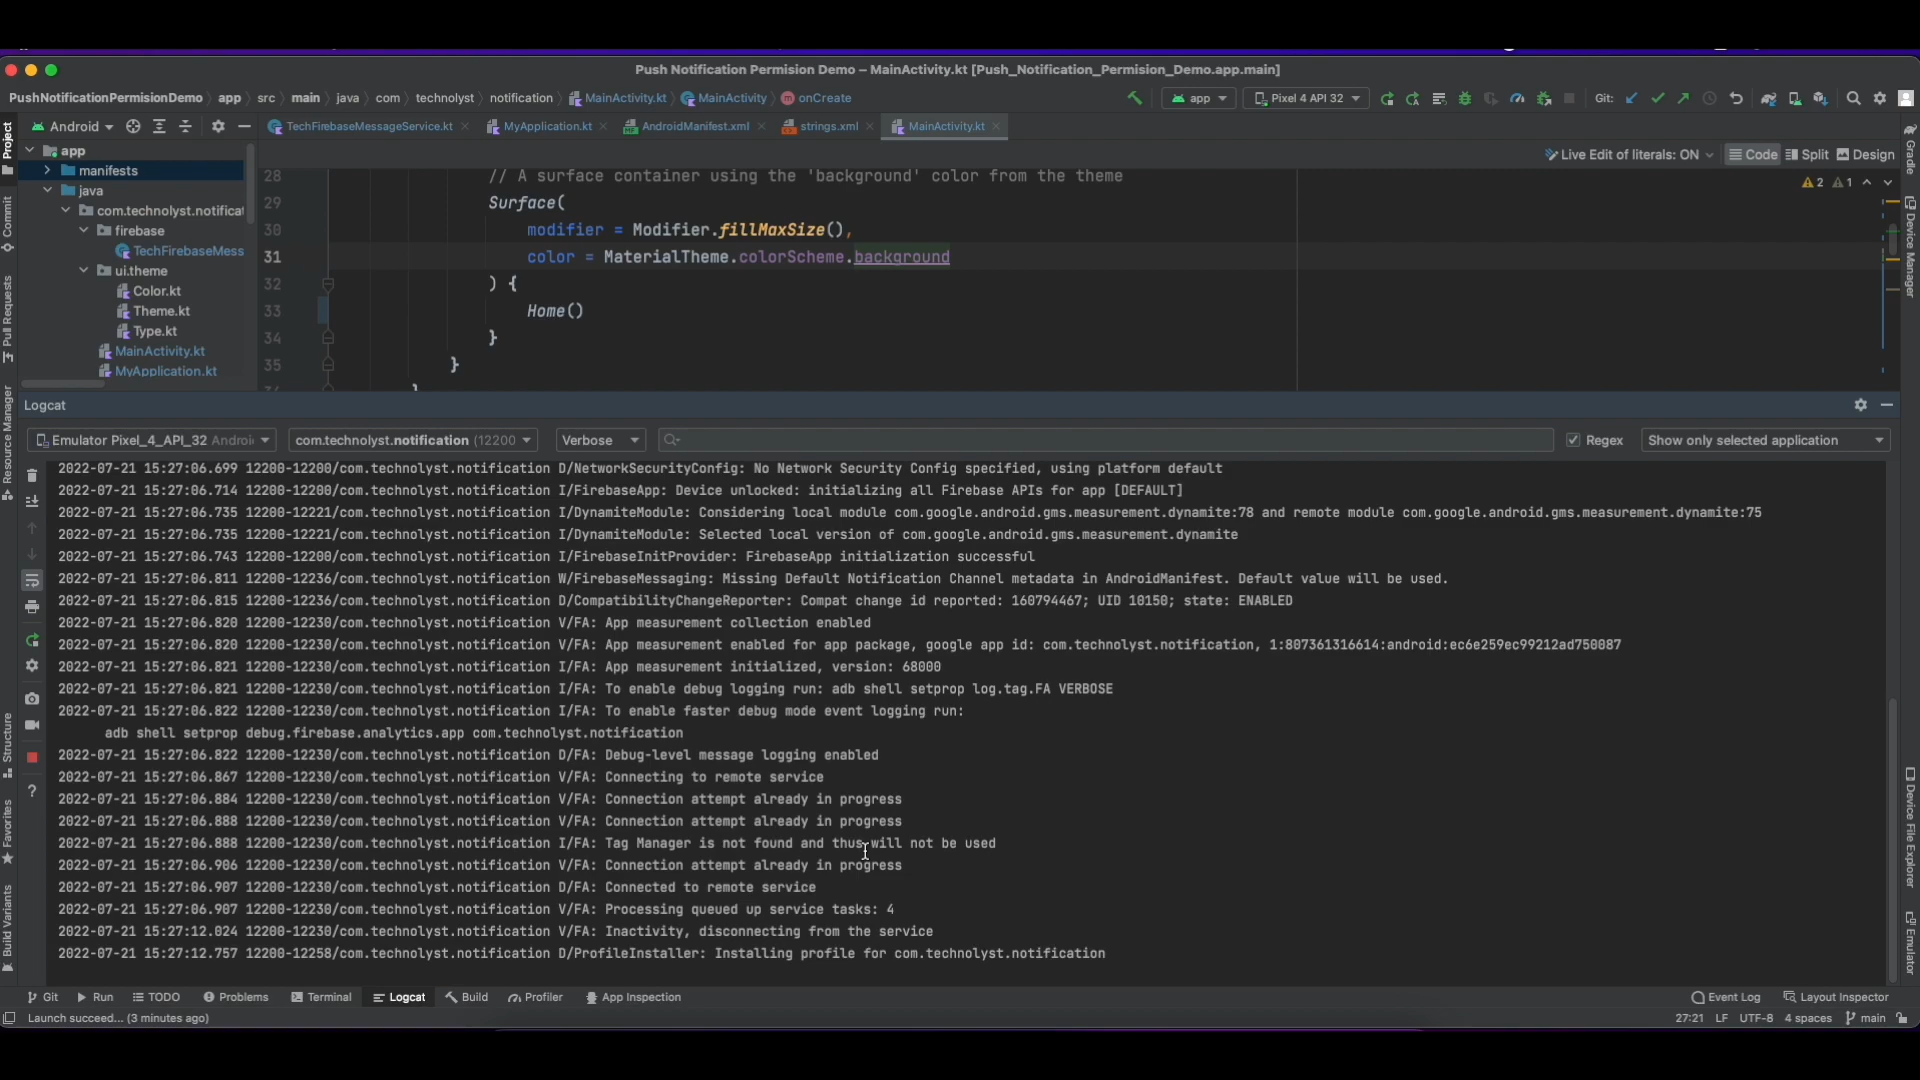 Push Notification Permision Demo – MainActivity.kt [Push_Notification_Permision_Demo.app.main]
PushNotificationPermisionDemo app src main java com technolyst notification MainActivity.kt MainActivity onCreate
app Pixel 4 API 32 Git:
Project
Android
TechFirebaseMessageService.kt MyApplication.kt AndroidManifest.xml strings.xml MainActivity.kt
Gradle
Live Edit of literals: ON Code Split Design
app
manifests
java
com.technolyst.notificat
firebase
TechFirebaseMess
ui.theme
Color.kt
Theme.kt
Type.kt
MainActivity.kt
MyApplication.kt
28 // A surface container using the 'background' color from the theme
29 Surface(
30 modifier = Modifier.fillMaxSize(),
31 color = MaterialTheme.colorScheme.background
32 ) {
33 Home()
34 }
35 }
2 1
Commit
Pull Requests
Resource Manager
Structure
Favorites
Build Variants
Device Manager
Device File Explorer
Emulator
Logcat
Emulator Pixel_4_API_32 Androi com.technolyst.notification (12200 Verbose Regex Show only selected application
2022-07-21 15:27:06.699 12200-12200/com.technolyst.notification D/NetworkSecurityConfig: No Network Security Config specified, using platform default
2022-07-21 15:27:06.714 12200-12200/com.technolyst.notification I/FirebaseApp: Device unlocked: initializing all Firebase APIs for app [DEFAULT]
2022-07-21 15:27:06.735 12200-12221/com.technolyst.notification I/DynamiteModule: Considering local module com.google.android.gms.measurement.dynamite:78 and remote module com.google.android.gms.measurement.dynamite:75
2022-07-21 15:27:06.735 12200-12221/com.technolyst.notification I/DynamiteModule: Selected local version of com.google.android.gms.measurement.dynamite
2022-07-21 15:27:06.743 12200-12200/com.technolyst.notification I/FirebaseInitProvider: FirebaseApp initialization successful
2022-07-21 15:27:06.811 12200-12236/com.technolyst.notification W/FirebaseMessaging: Missing Default Notification Channel metadata in AndroidManifest. Default value will be used.
2022-07-21 15:27:06.815 12200-12236/com.technolyst.notification D/CompatibilityChangeReporter: Compat change id reported: 160794467; UID 10150; state: ENABLED
2022-07-21 15:27:06.820 12200-12230/com.technolyst.notification V/FA: App measurement collection enabled
2022-07-21 15:27:06.820 12200-12230/com.technolyst.notification V/FA: App measurement enabled for app package, google app id: com.technolyst.notification, 1:807361316614:android:ec6e259ec99212ad750087
2022-07-21 15:27:06.821 12200-12230/com.technolyst.notification I/FA: App measurement initialized, version: 68000
2022-07-21 15:27:06.821 12200-12230/com.technolyst.notification I/FA: To enable debug logging run: adb shell setprop log.tag.FA VERBOSE
2022-07-21 15:27:06.822 12200-12230/com.technolyst.notification I/FA: To enable faster debug mode event logging run:
adb shell setprop debug.firebase.analytics.app com.technolyst.notification
2022-07-21 15:27:06.822 12200-12230/com.technolyst.notification D/FA: Debug-level message logging enabled
2022-07-21 15:27:06.867 12200-12230/com.technolyst.notification V/FA: Connecting to remote service
2022-07-21 15:27:06.884 12200-12230/com.technolyst.notification V/FA: Connection attempt already in progress
2022-07-21 15:27:06.888 12200-12230/com.technolyst.notification V/FA: Connection attempt already in progress
2022-07-21 15:27:06.888 12200-12230/com.technolyst.notification I/FA: Tag Manager is not found and thus will not be used
2022-07-21 15:27:06.906 12200-12230/com.technolyst.notification V/FA: Connection attempt already in progress
2022-07-21 15:27:06.907 12200-12230/com.technolyst.notification D/FA: Connected to remote service
2022-07-21 15:27:06.907 12200-12230/com.technolyst.notification V/FA: Processing queued up service tasks: 4
2022-07-21 15:27:12.024 12200-12230/com.technolyst.notification V/FA: Inactivity, disconnecting from the service
2022-07-21 15:27:12.757 12200-12258/com.technolyst.notification D/ProfileInstaller: Installing profile for com.technolyst.notification
Git Run TODO Problems Terminal Logcat Build Profiler App Inspection Event Log Layout Inspector
Launch succeed... (3 minutes ago) 27:21 LF UTF-8 4 spaces main